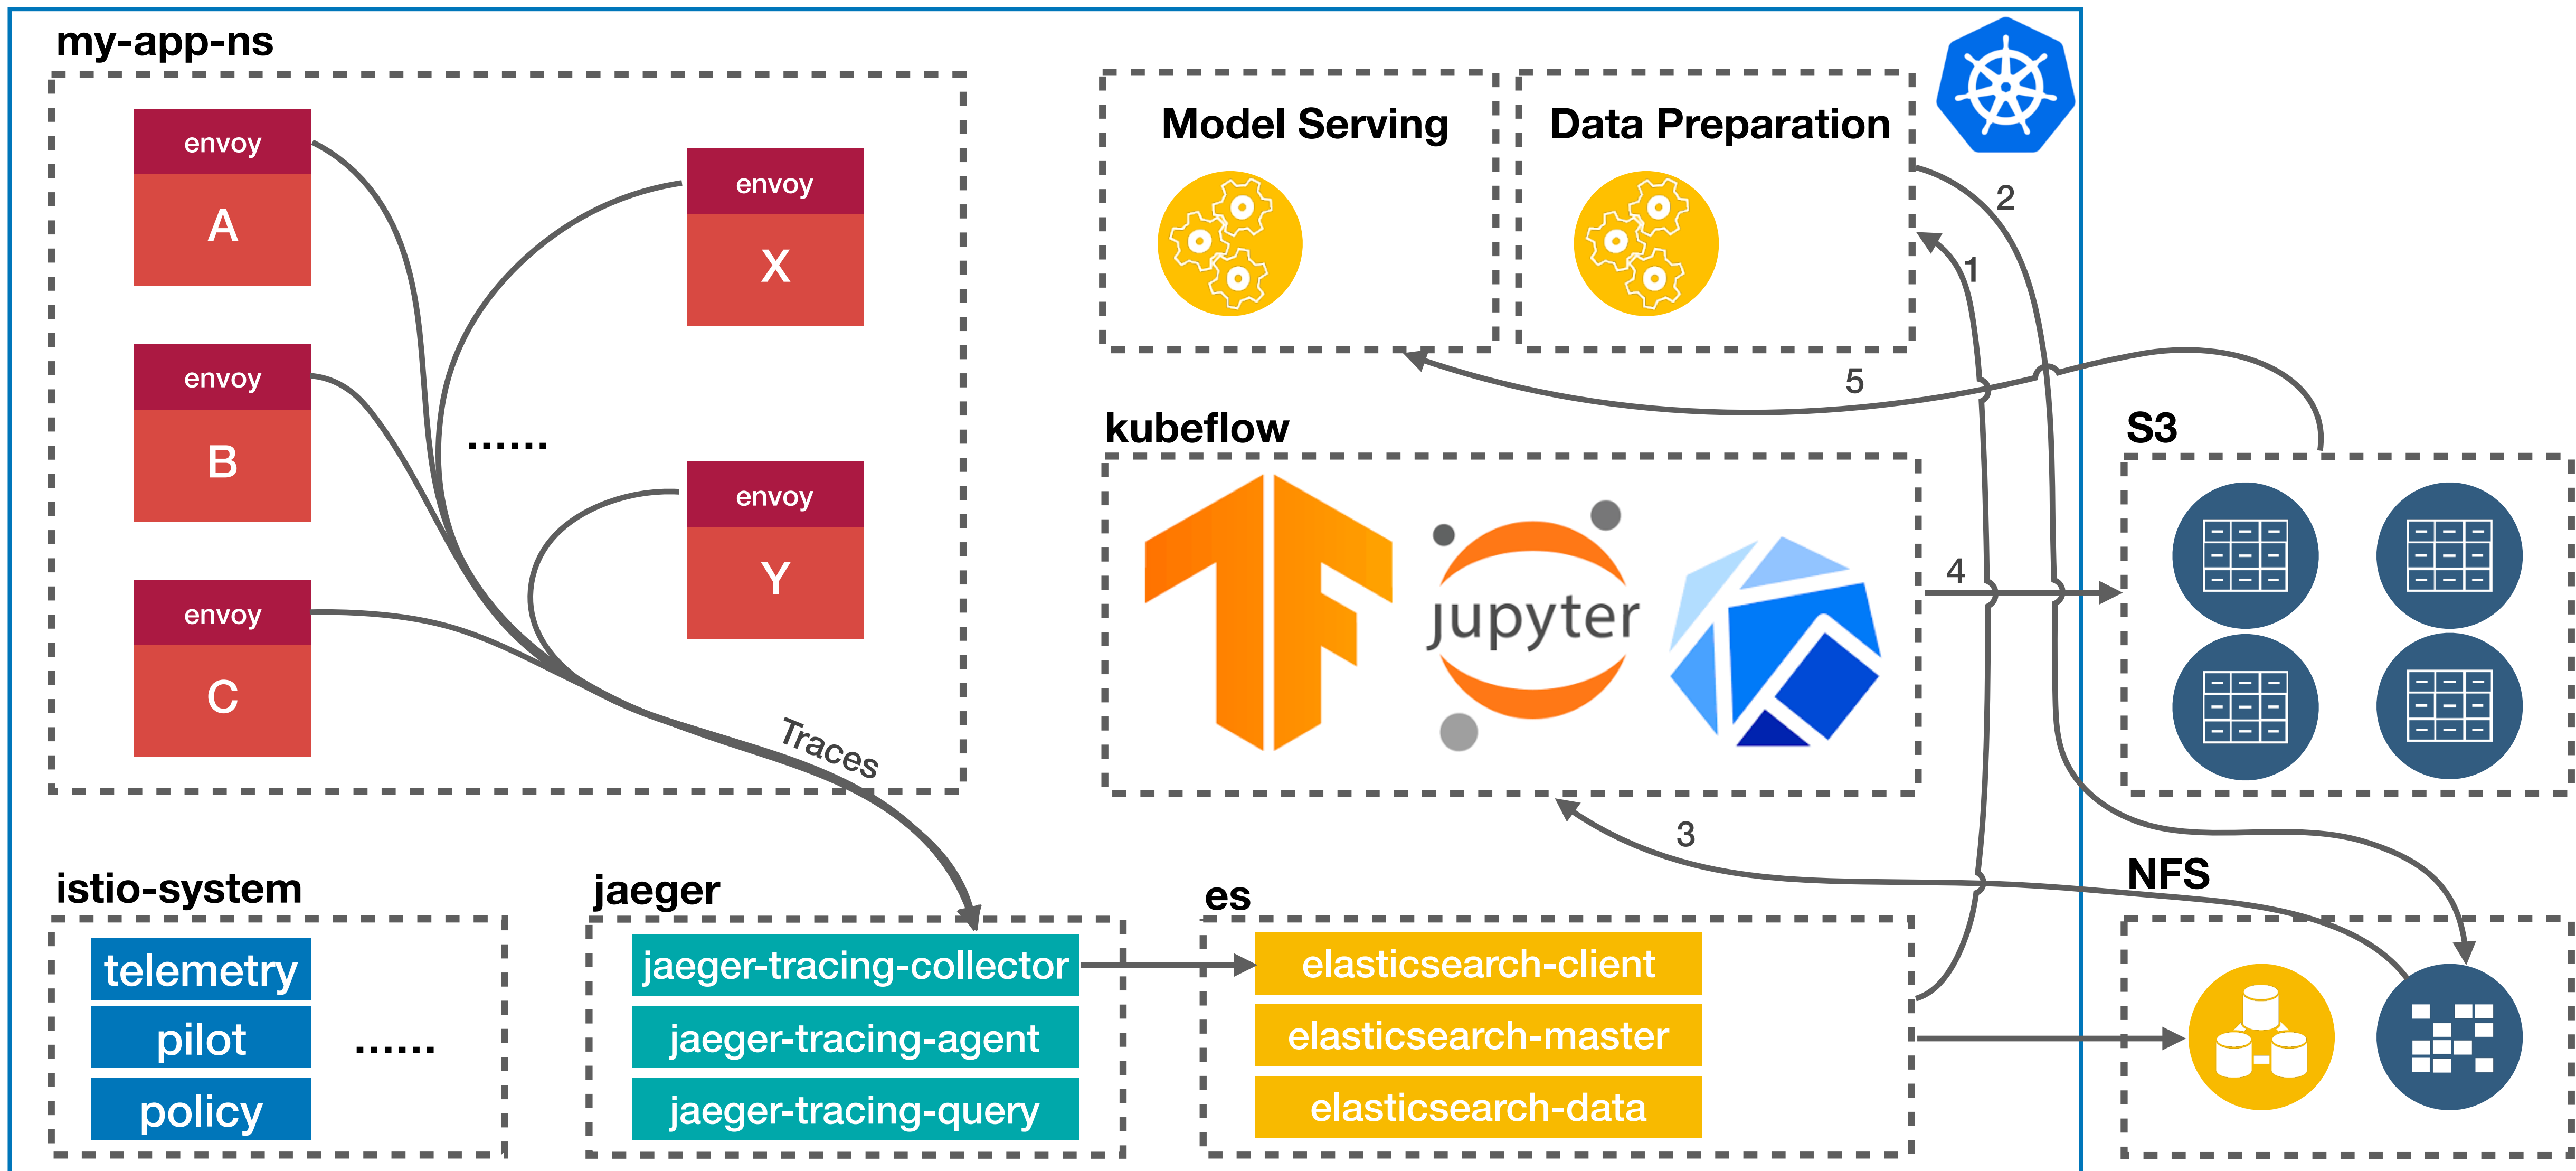 my-app-ns
envoy
A
envoy
B
envoy
C
envoy
X
......
envoy
Y
Traces
Model Serving
Data Preparation
2
1
5
kubeflow
jupyter
4
3
S3
istio-system
telemetry
pilot
policy
......
jaeger
jaeger-tracing-collector
jaeger-tracing-agent
jaeger-tracing-query
es
elasticsearch-client
elasticsearch-master
elasticsearch-data
NFS